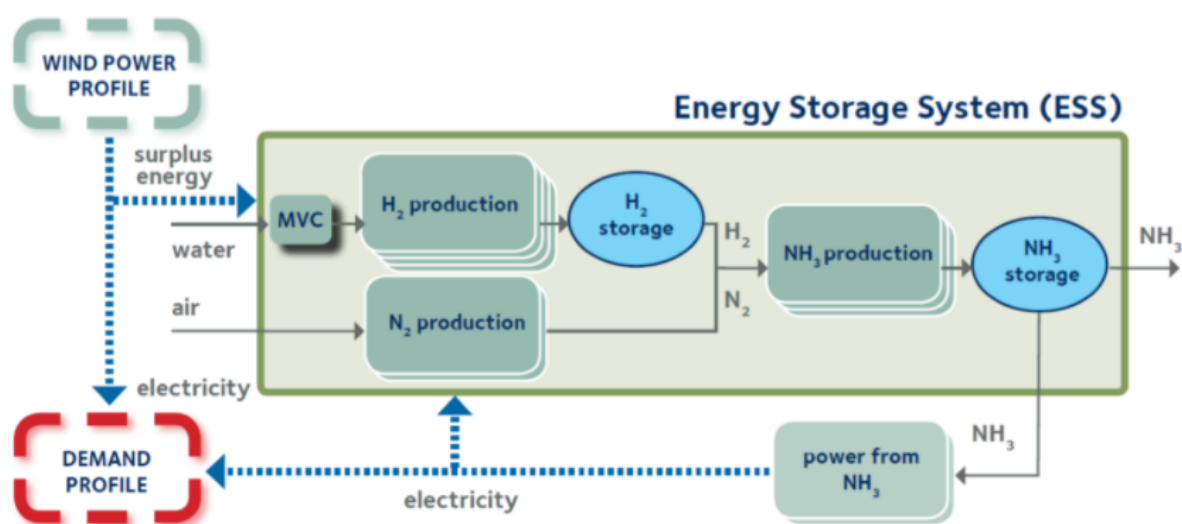 WIND POWER
PROFILE
Energy Storage System (ESS)
surplus
energy
MVC
H₂ production
H₂
storage
water
H₂
NH₃ production
NH₃
storage
NH₃
N₂
air
N₂ production
electricity
DEMAND
PROFILE
electricity
power from
NH₃
NH₃